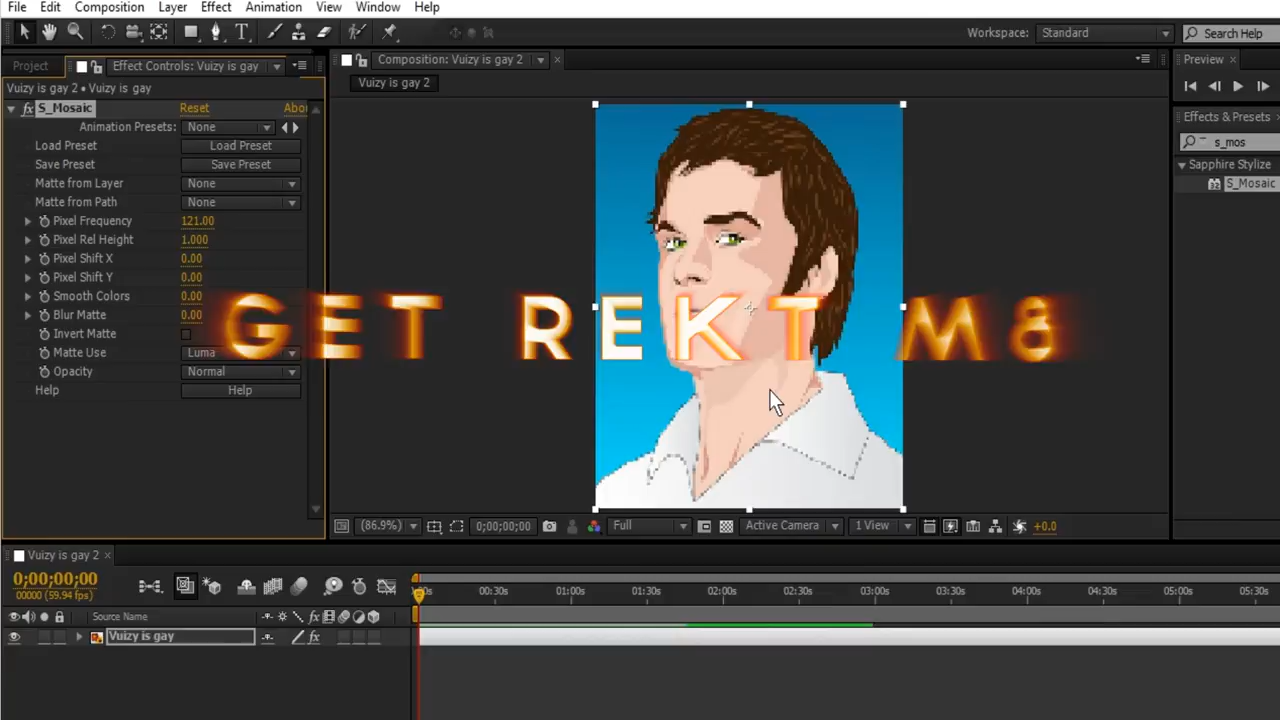 File Edit Composition Layer Effect Animation View Window Help
Workspace: Standard Search Help
Project Effect Controls: Vuizy is gay Composition: Vuizy is gay 2 Preview
Vuizy is gay 2 • Vuizy is gay Vuizy is gay 2
fx S_Mosaic Reset Abo Effects & Presets
Animation Presets: None s_mos
Load Preset Load Preset
Save Preset Save Preset Sapphire Stylize
Matte from Layer None S_Mosaic
Matte from Path None
Pixel Frequency 121.00
Pixel Rel Height 1.000
Pixel Shift X 0.00
Pixel Shift Y 0.00
Smooth Colors 0.00
Blur Matte 0.00
GET REKT M8
Invert Matte
Matte Use Luma
Opacity Normal
Help Help
(86.9%) 0;00;00;00 Full Active Camera 1 View +0.0
Vuizy is gay 2
0;00;00;00
00000 (59.94 fps)
00:30s 01:00s 01:30s 02:00s 02:30s 03:00s 03:30s 04:00s 04:30s 05:00s 05:30s
Source Name fx
Vuizy is gay fx